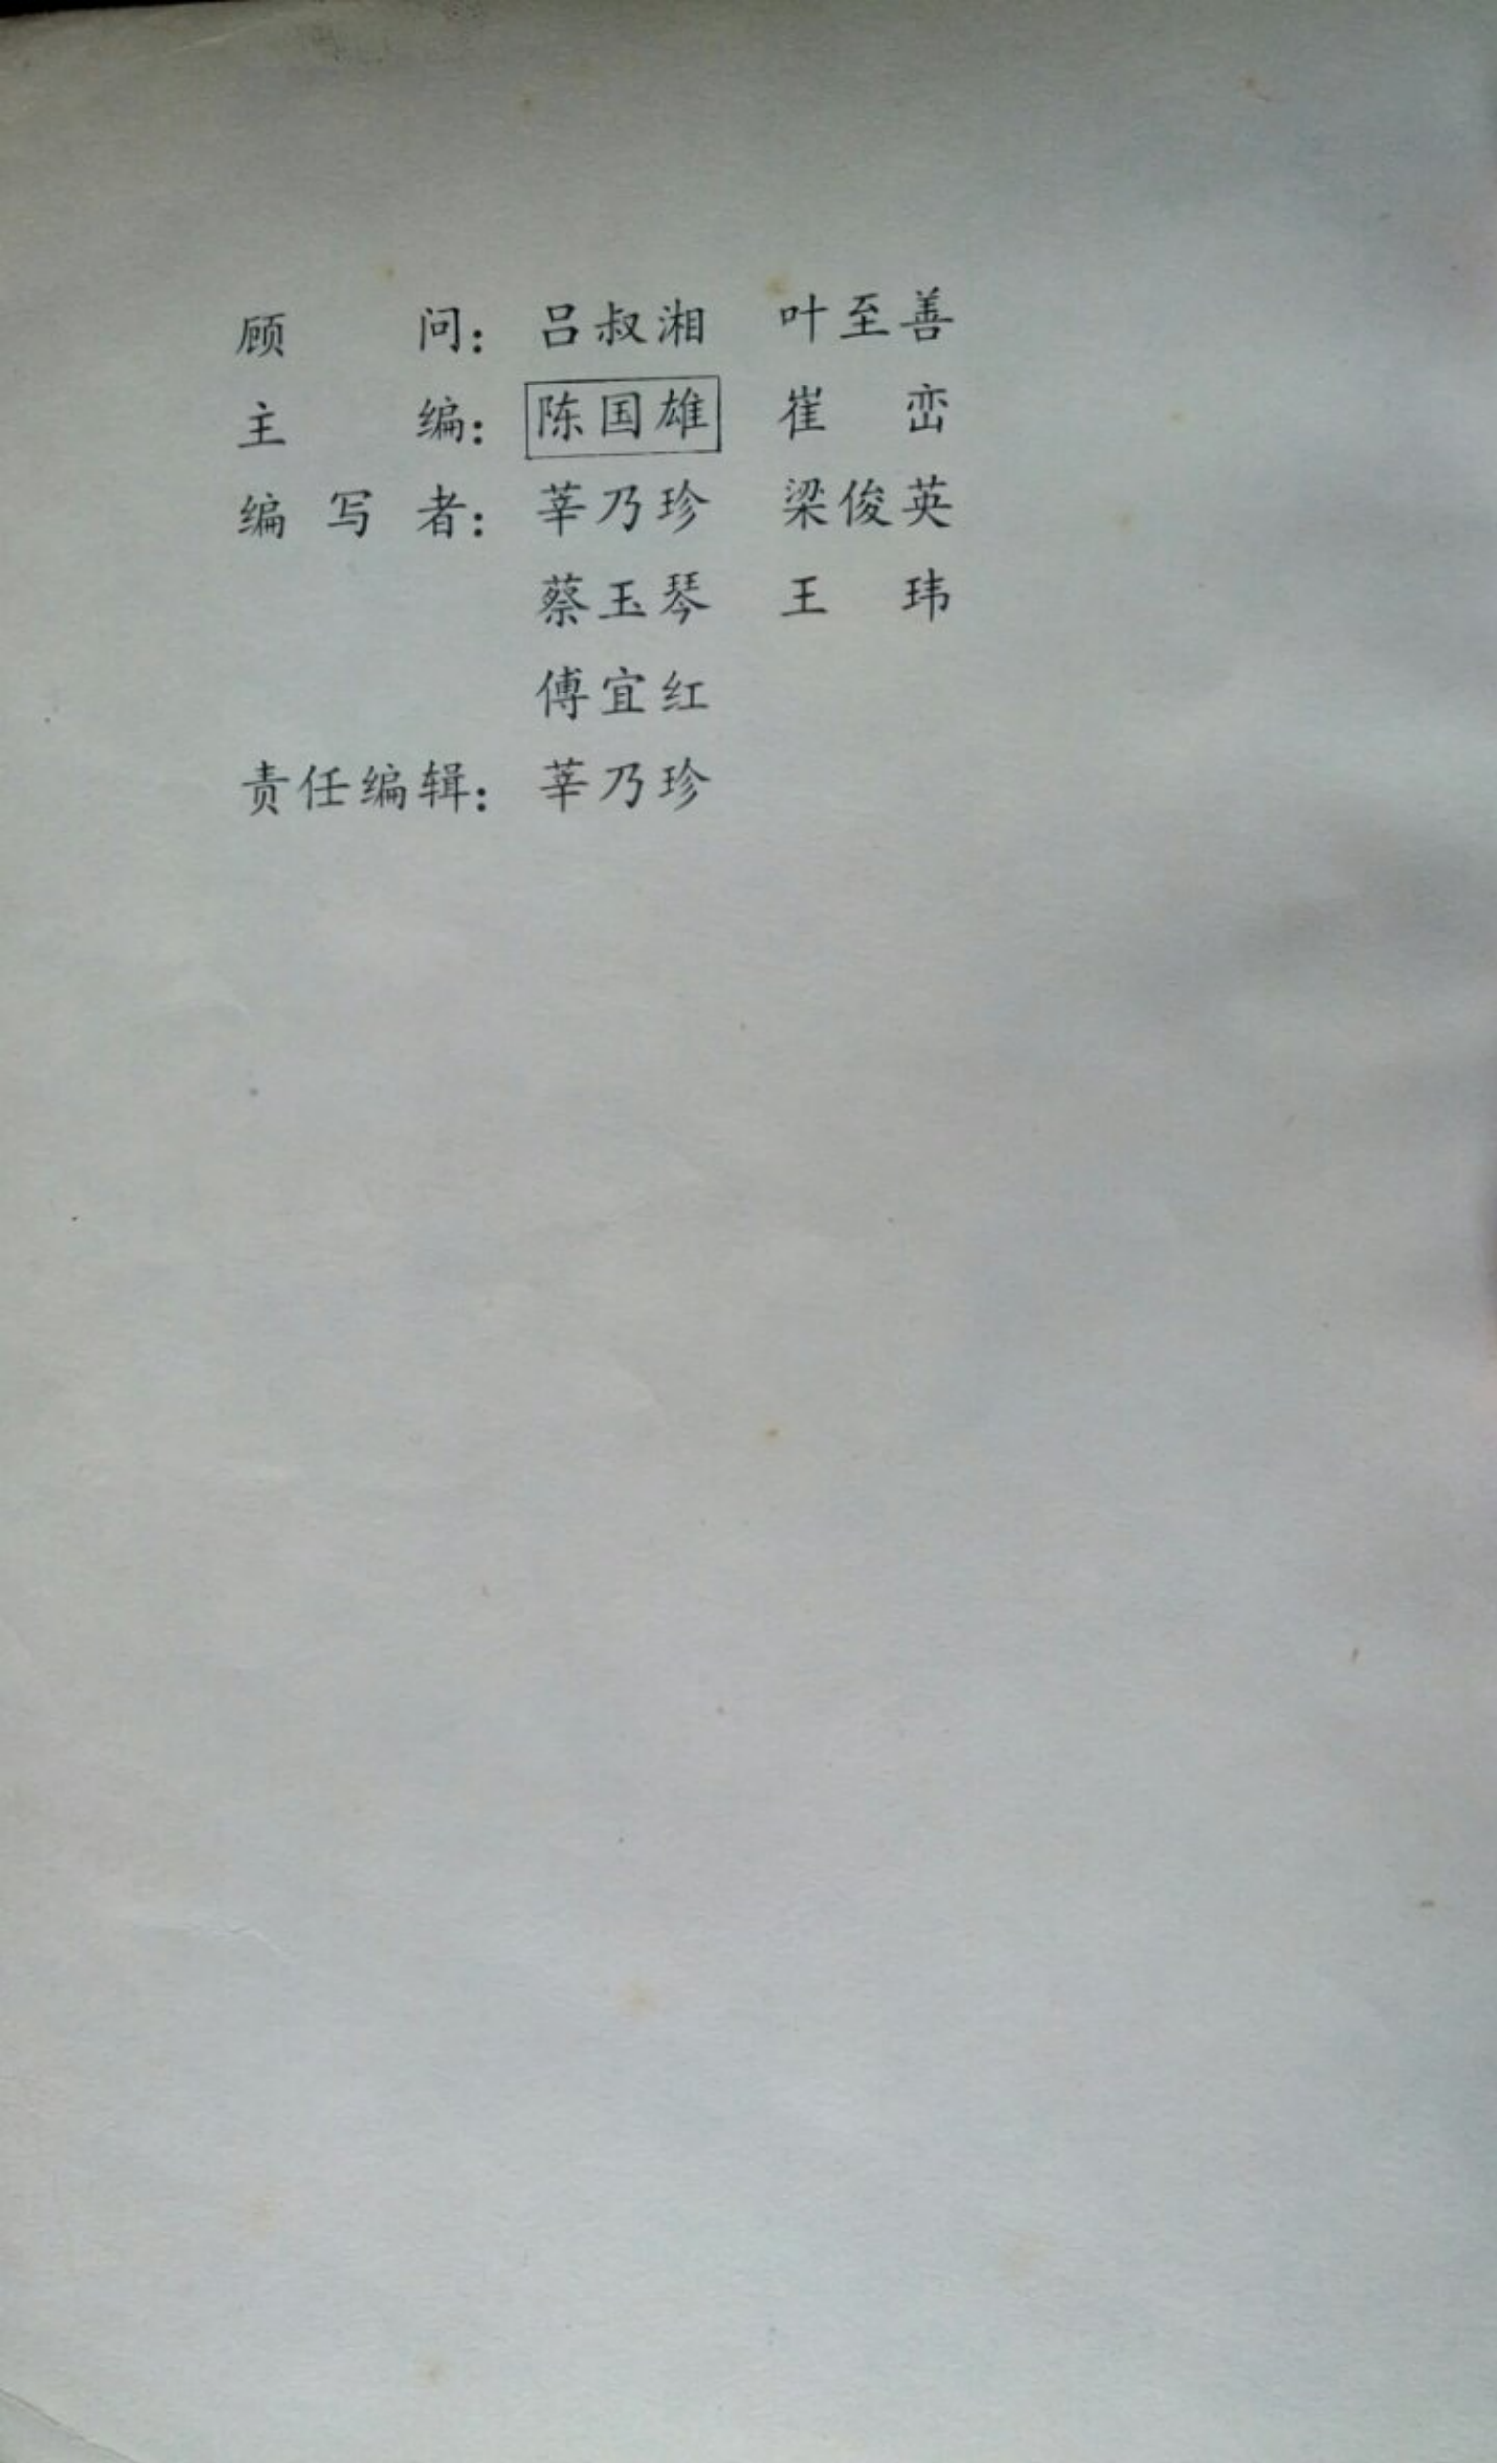 顾问：吕叔湘 叶至善
主编：陈国雄 崔峦
编写者：莘乃珍 梁俊英
蔡玉琴 王玮
傅宜红
责任编辑：莘乃珍